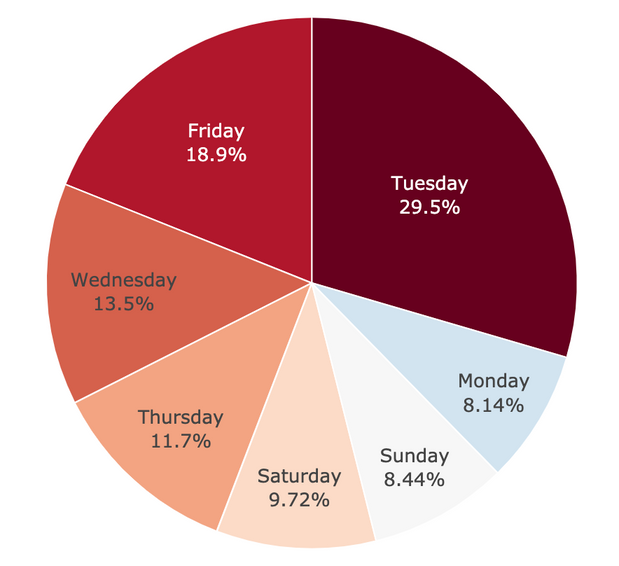 Friday
18.9%
Tuesday
29.5%
Wednesday
13.5%
Monday
8.14%
Thursday
11.7%
Sunday
8.44%
Saturday
9.72%